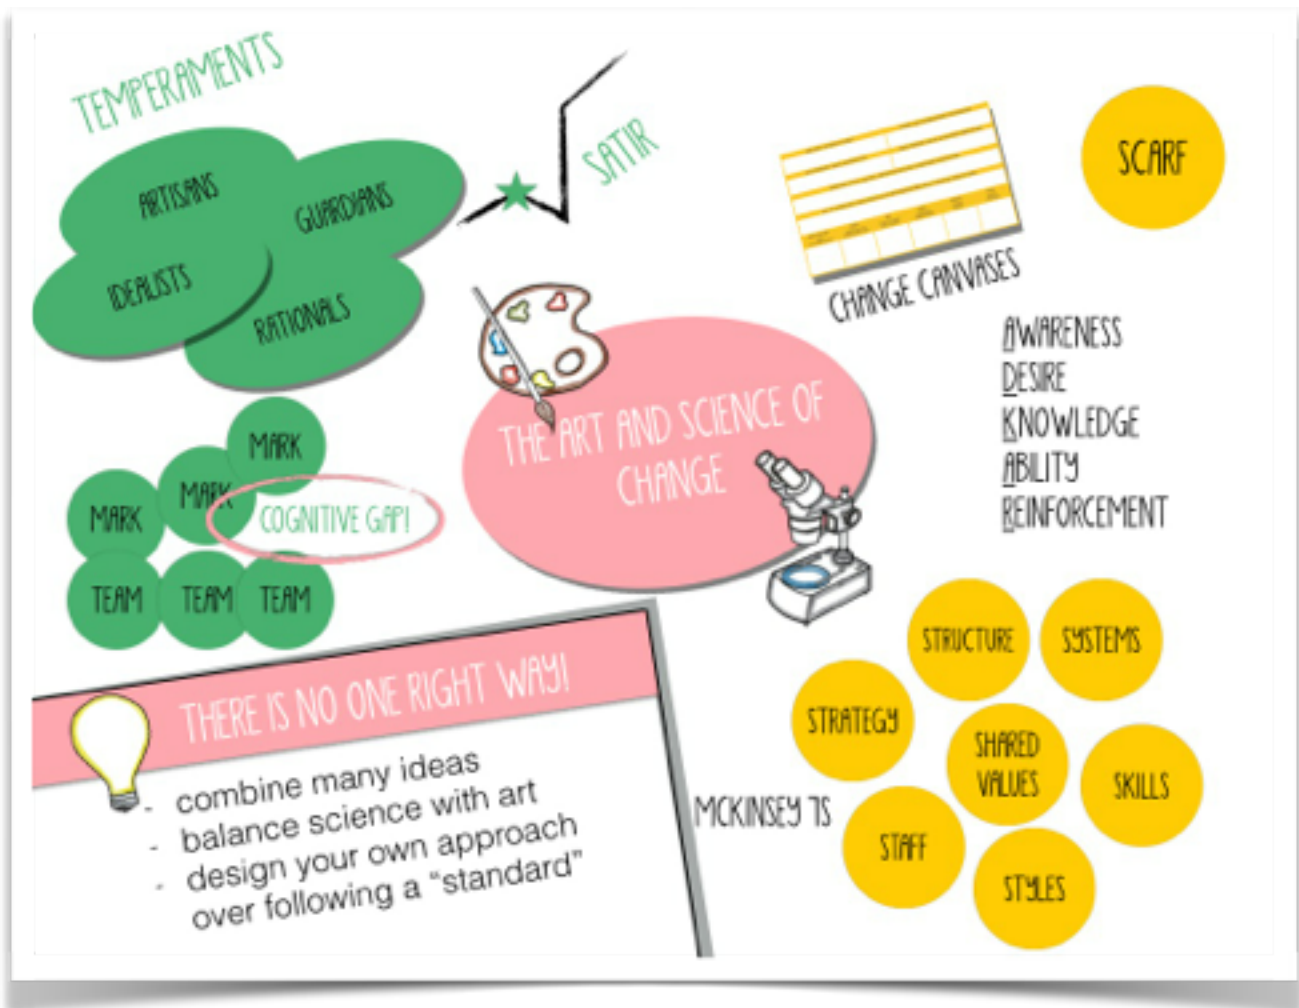 TEMPERAMENTS
ARTISANS
GUARDIANS
IDEALISTS
RATIONALS
SATIR
CHANGE CANVASES
SCARF
AWARENESS
DESIRE
KNOWLEDGE
ABILITY
REINFORCEMENT
THE ART AND SCIENCE OF
CHANGE
MARK
MARK
MARK
COGNITIVE GAP!
TEAM
TEAM
TEAM
THERE IS NO ONE RIGHT WAY!
- combine many ideas
- balance science with art
- design your own approach
over following a “standard”
MCKINSEY 7S
STRUCTURE
SYSTEMS
STRATEGY
SHARED
VALUES
SKILLS
STAFF
STYLES